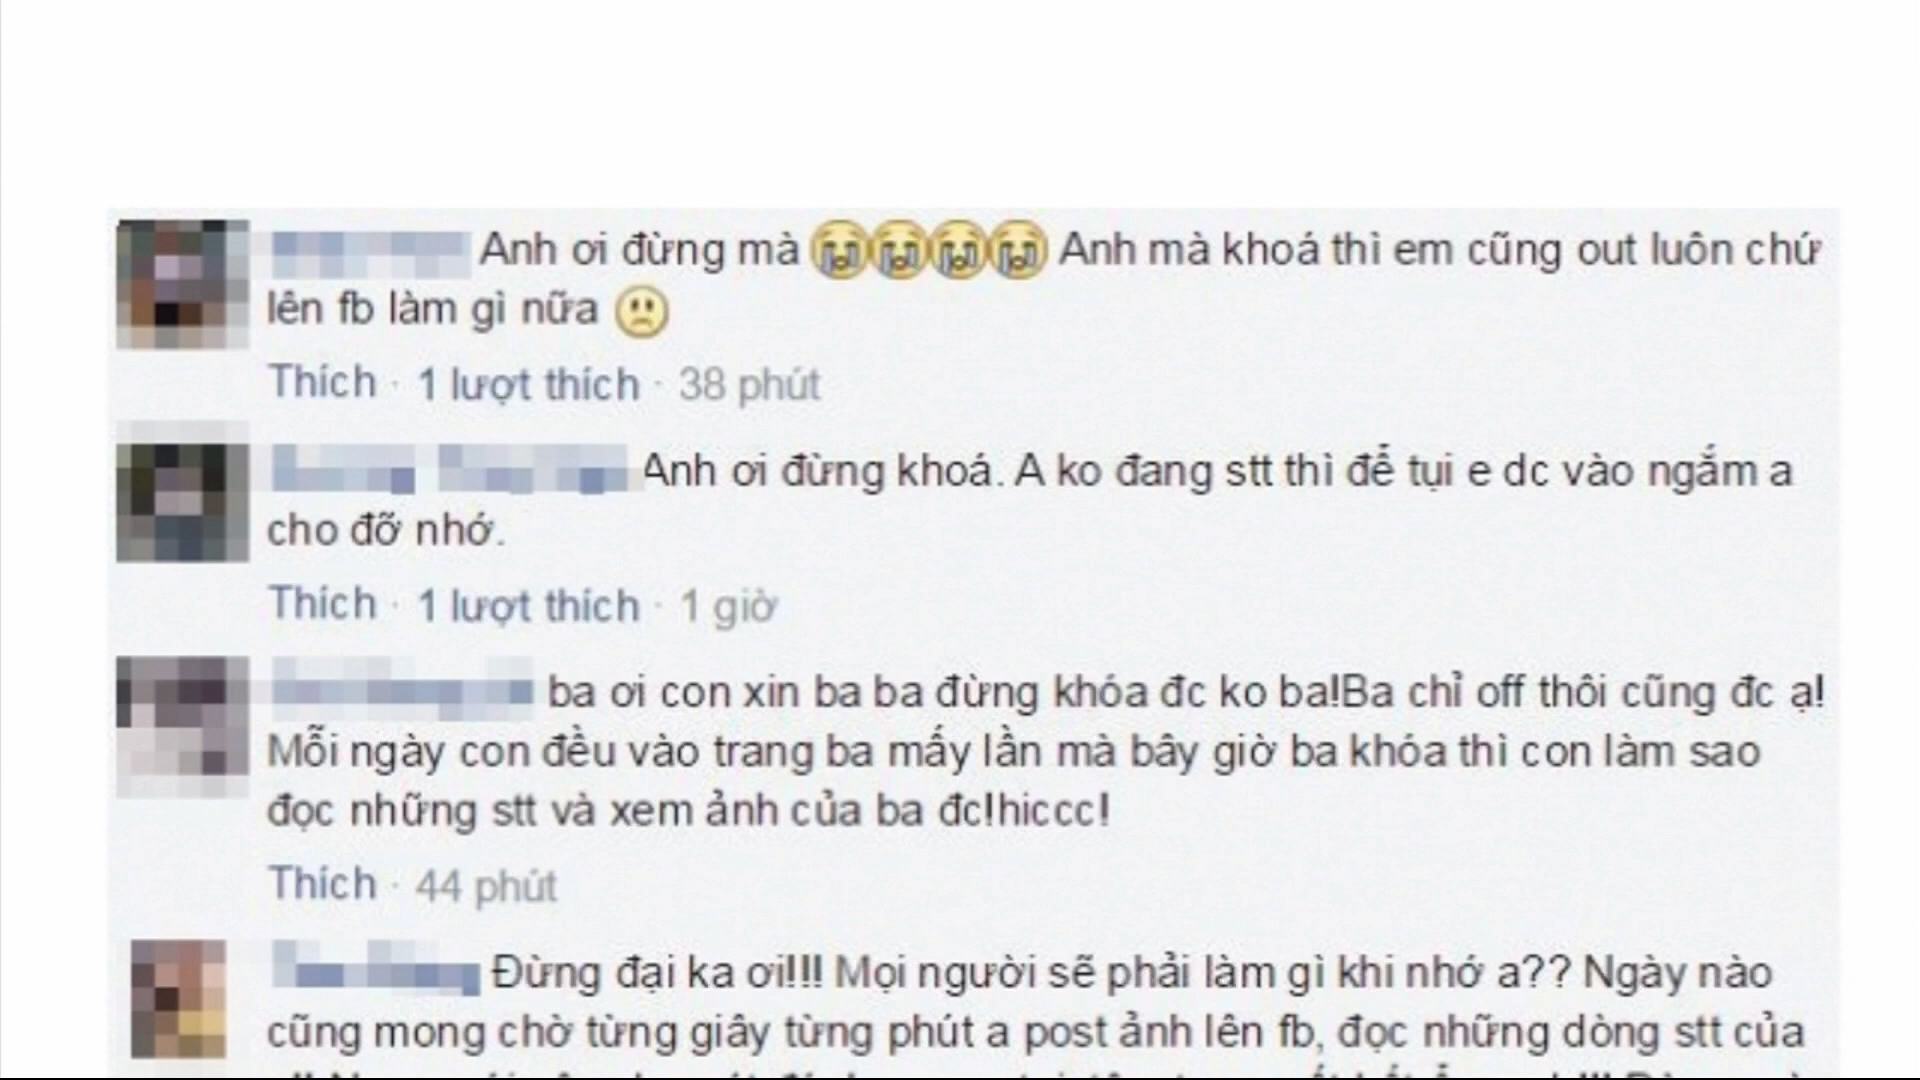 Anh ơi đừng mà 😭😭😭😭 Anh mà khoá thì em cũng out luôn chứ
lên fb làm gì nữa 🙁
Thích · 1 lượt thích · 38 phút
Anh ơi đừng khoá. A ko đang stt thì để tụi e dc vào ngắm a
cho đỡ nhớ.
Thích · 1 lượt thích · 1 giờ
ba ơi con xin ba ba đừng khóa đc ko ba!Ba chỉ off thôi cũng đc ạ!
Mỗi ngày con đều vào trang ba mấy lần mà bây giờ ba khóa thì con làm sao
đọc những stt và xem ảnh của ba đc!hiccc!
Thích · 44 phút
Đừng đại ka ơi!!! Mọi người sẽ phải làm gì khi nhớ a?? Ngày nào
cũng mong chờ từng giây từng phút a post ảnh lên fb, đọc những dòng stt của